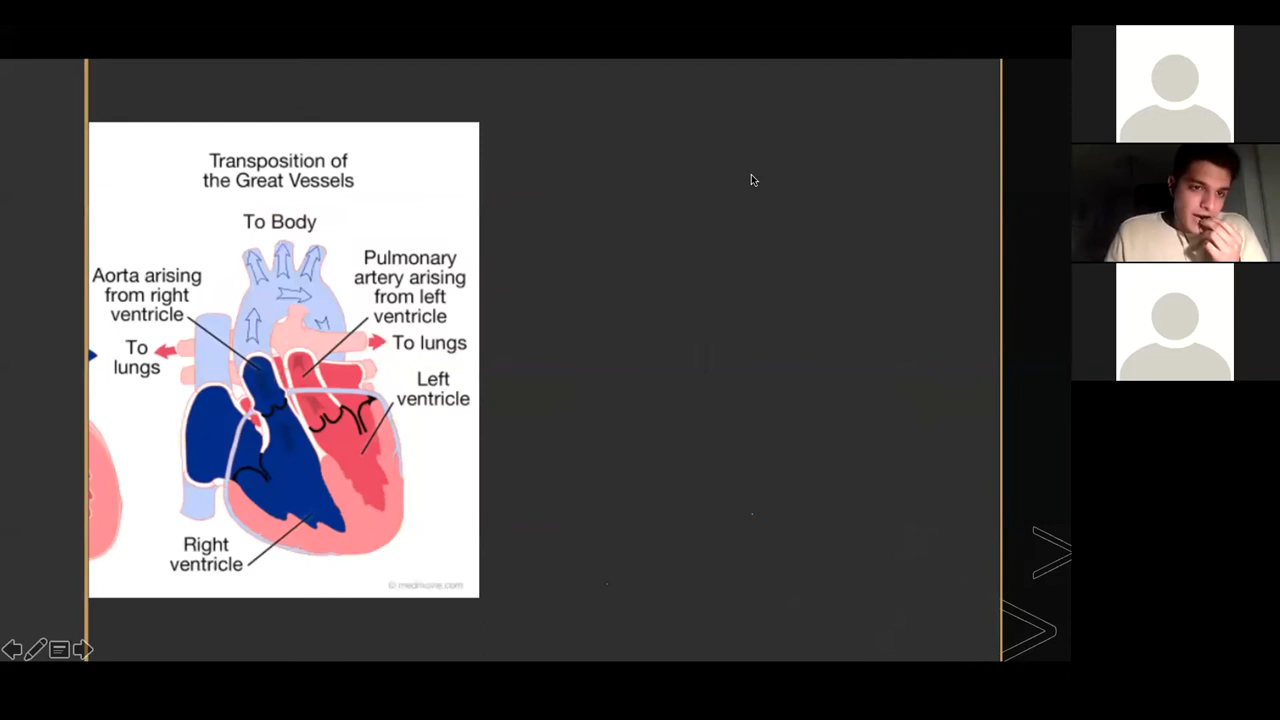 Transposition of
the Great Vessels
To Body
Aorta arising
from right
ventricle
Pulmonary
artery arising
from left
ventricle
To
lungs
To lungs
Left
ventricle
Right
ventricle
© medmovie.com